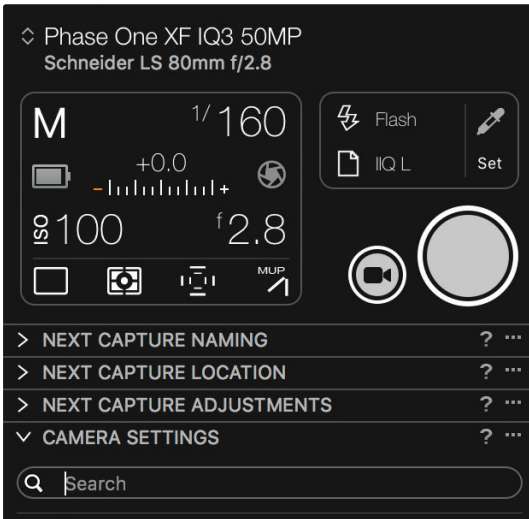 Phase One XF IQ3 50MP
Schneider LS 80mm f/2.8
M 1/160
+0.0
- +
ISO 100 f2.8
MUP
Flash
IIQ L
Set
> NEXT CAPTURE NAMING ? ...
> NEXT CAPTURE LOCATION ? ...
> NEXT CAPTURE ADJUSTMENTS ? ...
CAMERA SETTINGS ? ...
Search